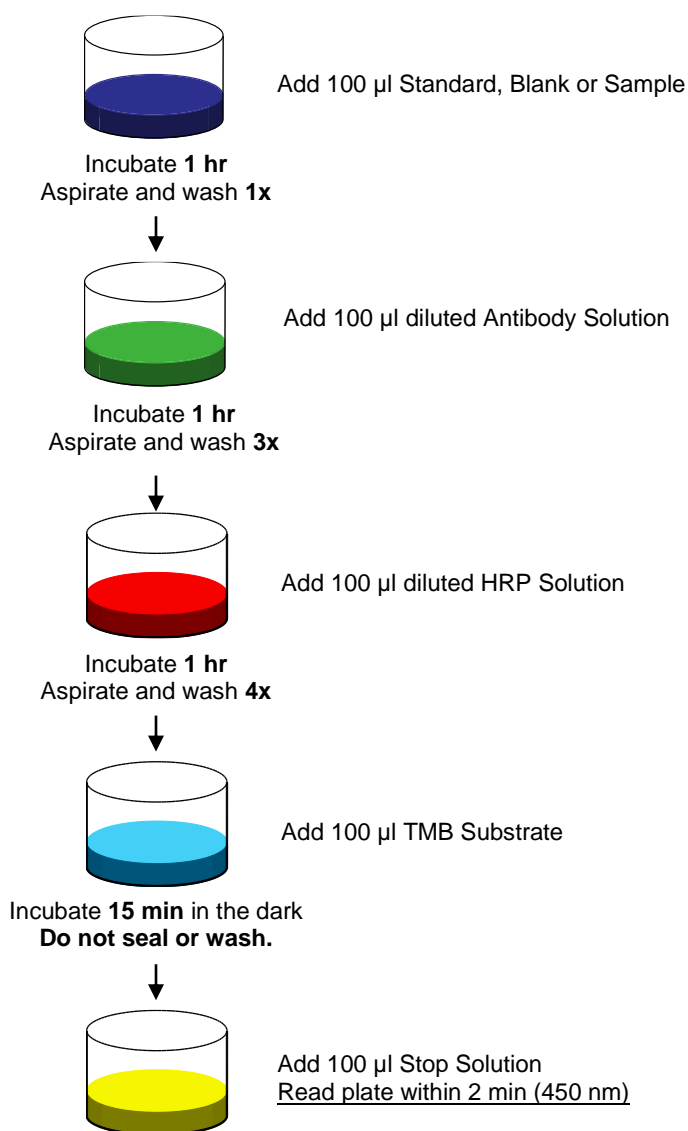 Add 100 µl Standard, Blank or Sample
Incubate 1 hr
Aspirate and wash 1x
Add 100 µl diluted Antibody Solution
Incubate 1 hr
Aspirate and wash 3x
Add 100 µl diluted HRP Solution
Incubate 1 hr
Aspirate and wash 4x
Add 100 µl TMB Substrate
Incubate 15 min in the dark
Do not seal or wash.
Add 100 µl Stop Solution
Read plate within 2 min (450 nm)